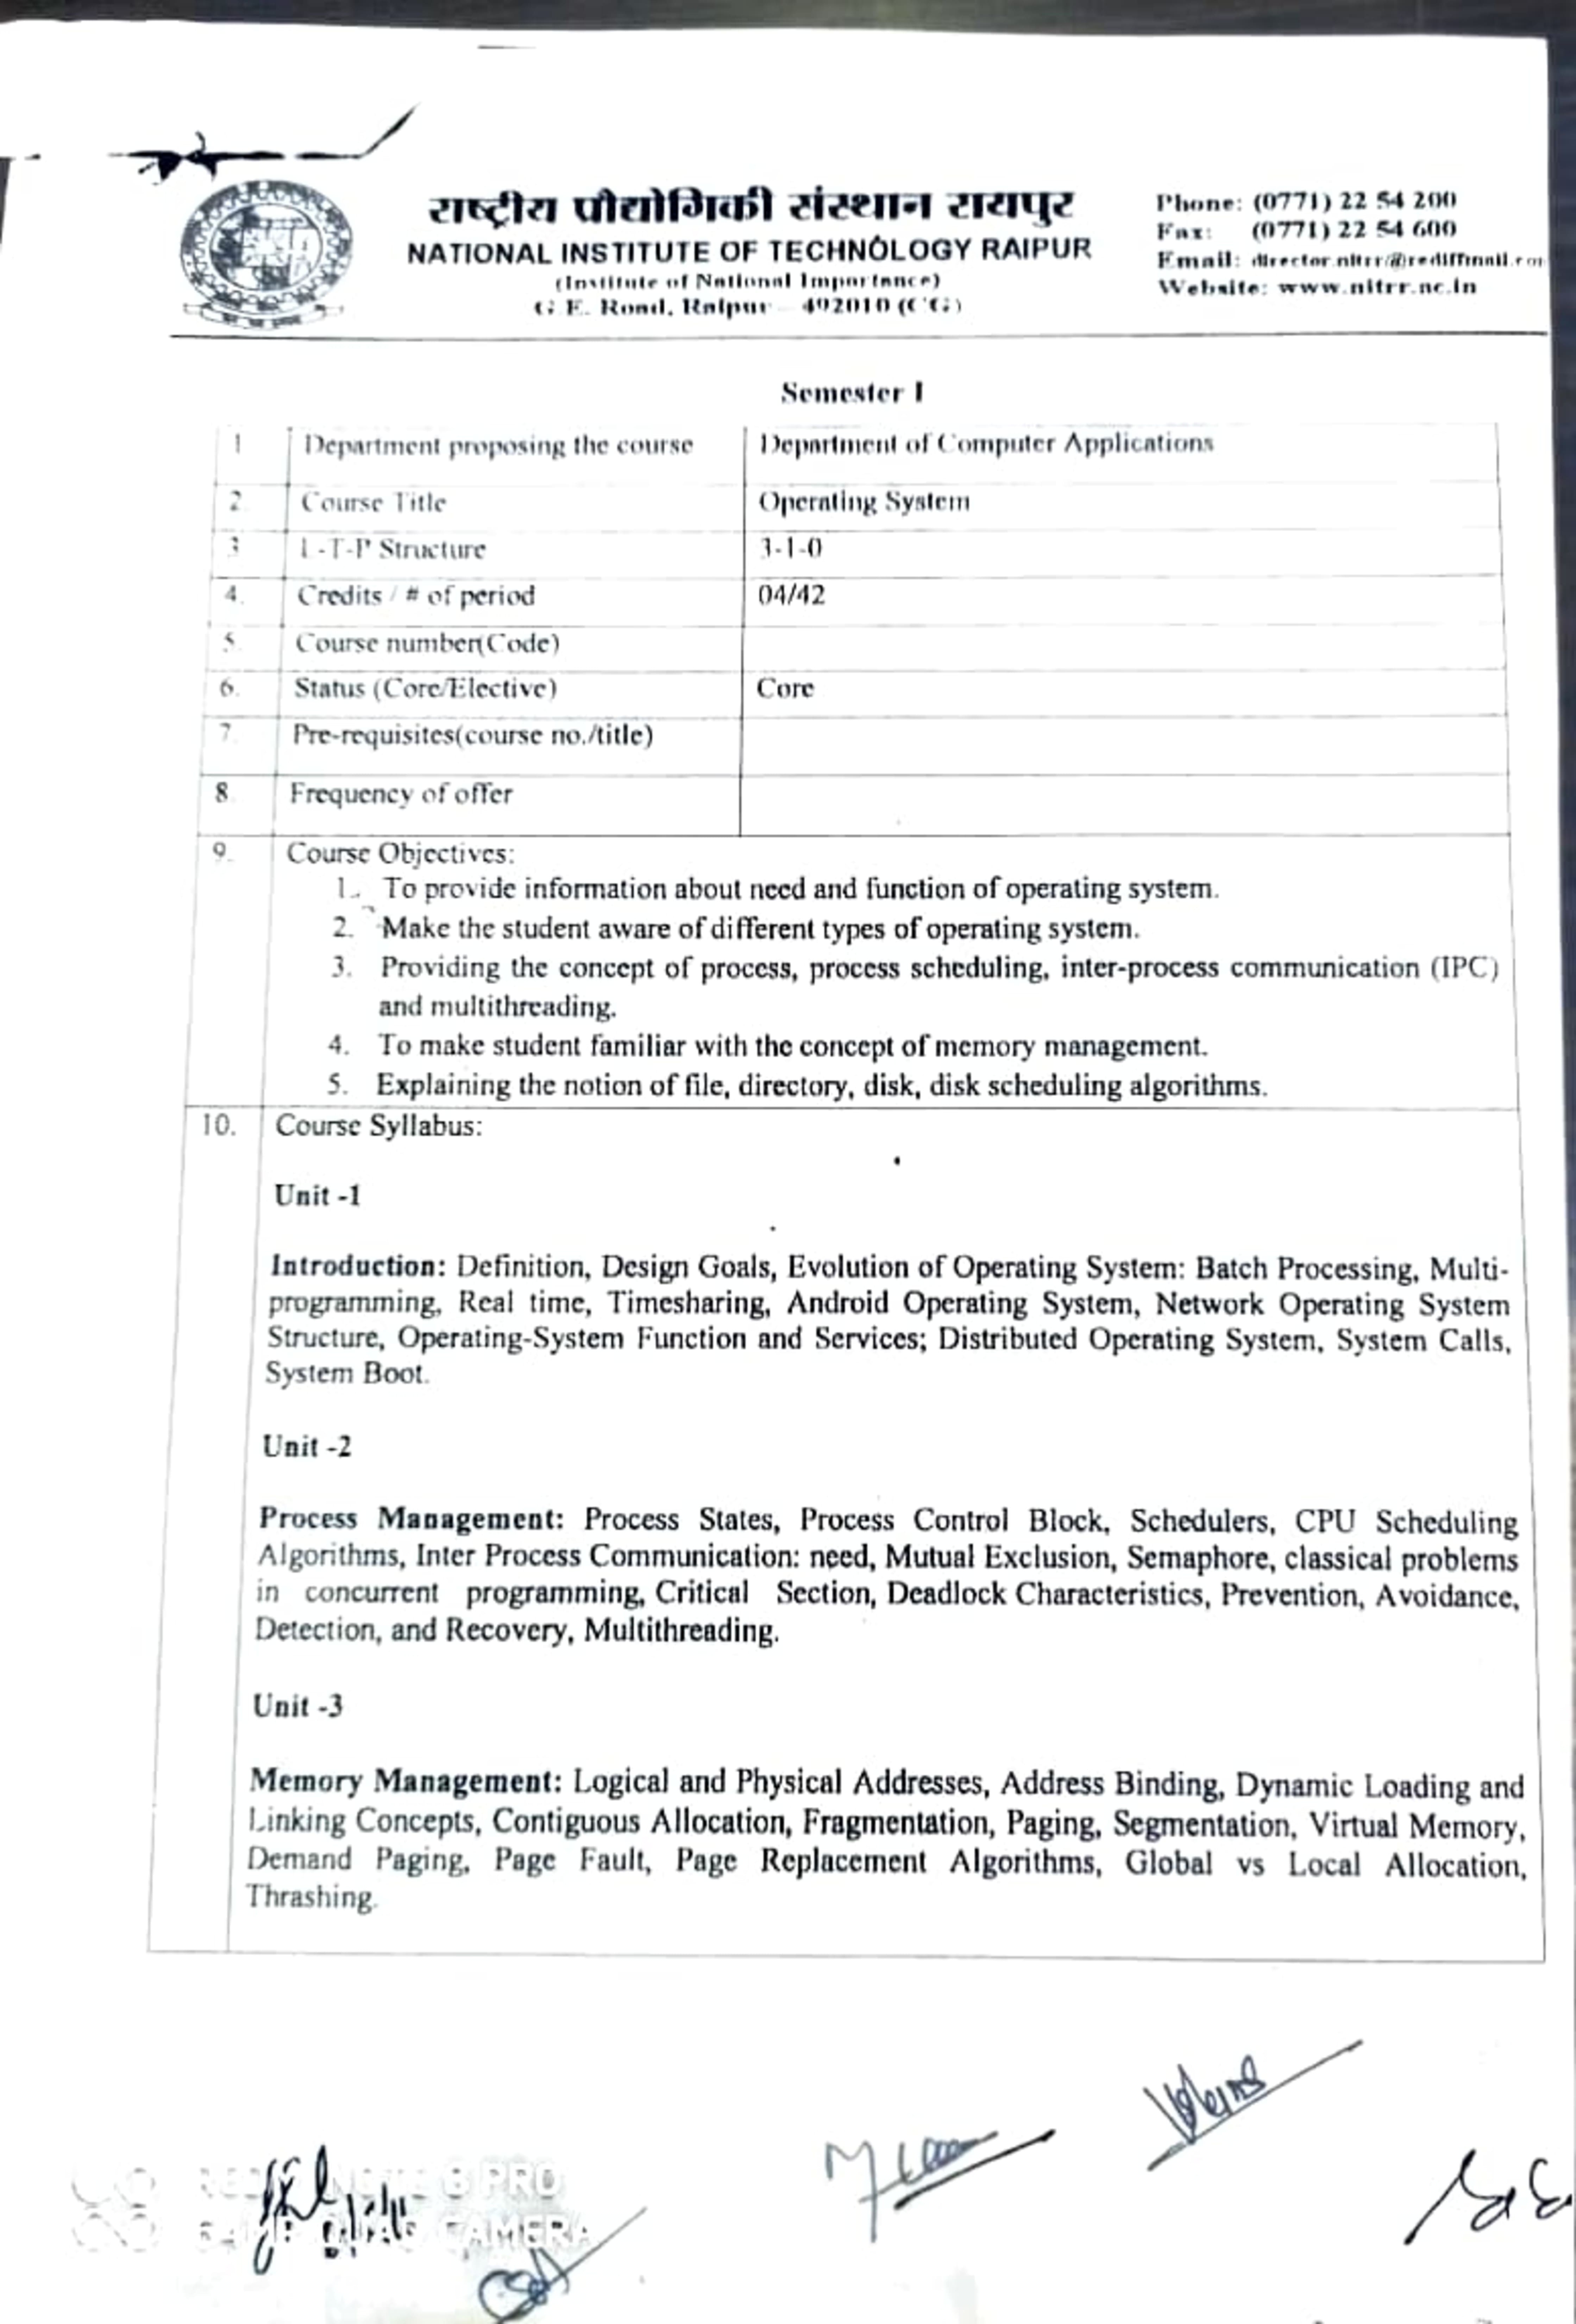 राष्ट्रीय प्रौद्योगिकी संस्थान रायपुर
NATIONAL INSTITUTE OF TECHNOLOGY RAIPUR
(Institute of National Importance)
G.E. Road, Raipur – 492010 (C.G)
Phone: (0771) 22 54 200
Fax: (0771) 22 54 600
Email: director.nitrr@rediffmail.com
Website: www.nitrr.ac.in
Semester I
1 Department proposing the course Department of Computer Applications
2. Course Title Operating System
3 L-T-P Structure 3-1-0
4. Credits / # of period 04/42
5. Course number(Code)
6. Status (Core/Elective) Core
7. Pre-requisites(course no./title)
8. Frequency of offer
9. Course Objectives:
1. To provide information about need and function of operating system.
2. Make the student aware of different types of operating system.
3. Providing the concept of process, process scheduling, inter-process communication (IPC)
and multithreading.
4. To make student familiar with the concept of memory management.
5. Explaining the notion of file, directory, disk, disk scheduling algorithms.
10. Course Syllabus:
Unit -1
Introduction: Definition, Design Goals, Evolution of Operating System: Batch Processing, Multi-
programming, Real time, Timesharing, Android Operating System, Network Operating System
Structure, Operating-System Function and Services; Distributed Operating System, System Calls,
System Boot.
Unit -2
Process Management: Process States, Process Control Block, Schedulers, CPU Scheduling
Algorithms, Inter Process Communication: need, Mutual Exclusion, Semaphore, classical problems
in concurrent programming, Critical Section, Deadlock Characteristics, Prevention, Avoidance,
Detection, and Recovery, Multithreading.
Unit -3
Memory Management: Logical and Physical Addresses, Address Binding, Dynamic Loading and
Linking Concepts, Contiguous Allocation, Fragmentation, Paging, Segmentation, Virtual Memory,
Demand Paging, Page Fault, Page Replacement Algorithms, Global vs Local Allocation,
Thrashing.
REDMI NOTE 8 PRO
CAMERA